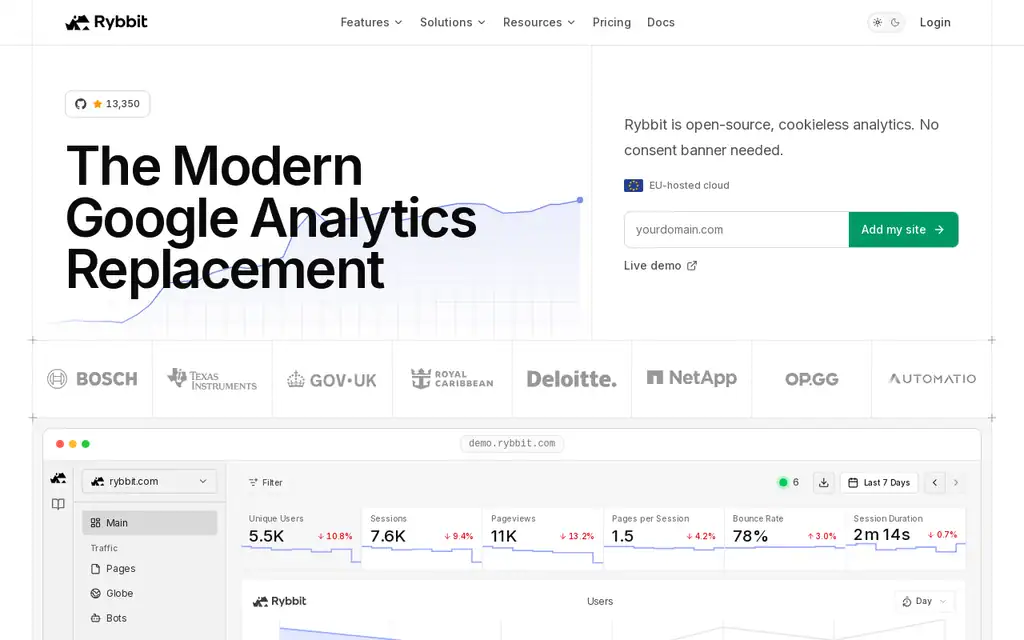 Rybbit
Features
Solutions
Resources
Pricing
Docs
Login
13,350
The Modern
Google Analytics
Replacement
Rybbit is open-source, cookieless analytics. No
consent banner needed.
EU-hosted cloud
yourdomain.com
Add my site
Live demo
BOSCH
TEXAS
INSTRUMENTS
GOV•UK
ROYAL
CARIBBEAN
Deloitte.
NetApp
OP.GG
AUTOMATIO
demo.rybbit.com
rybbit.com
Filter
6
Last 7 Days
Main
Traffic
Pages
Globe
Bots
Unique Users
5.5K
↓ 10.8%
Sessions
7.6K
↓ 9.4%
Pageviews
11K
↓ 13.2%
Pages per Session
1.5
↓ 4.2%
Bounce Rate
78%
↑ 3.0%
Session Duration
2m 14s
↓ 0.7%
Rybbit
Users
Day